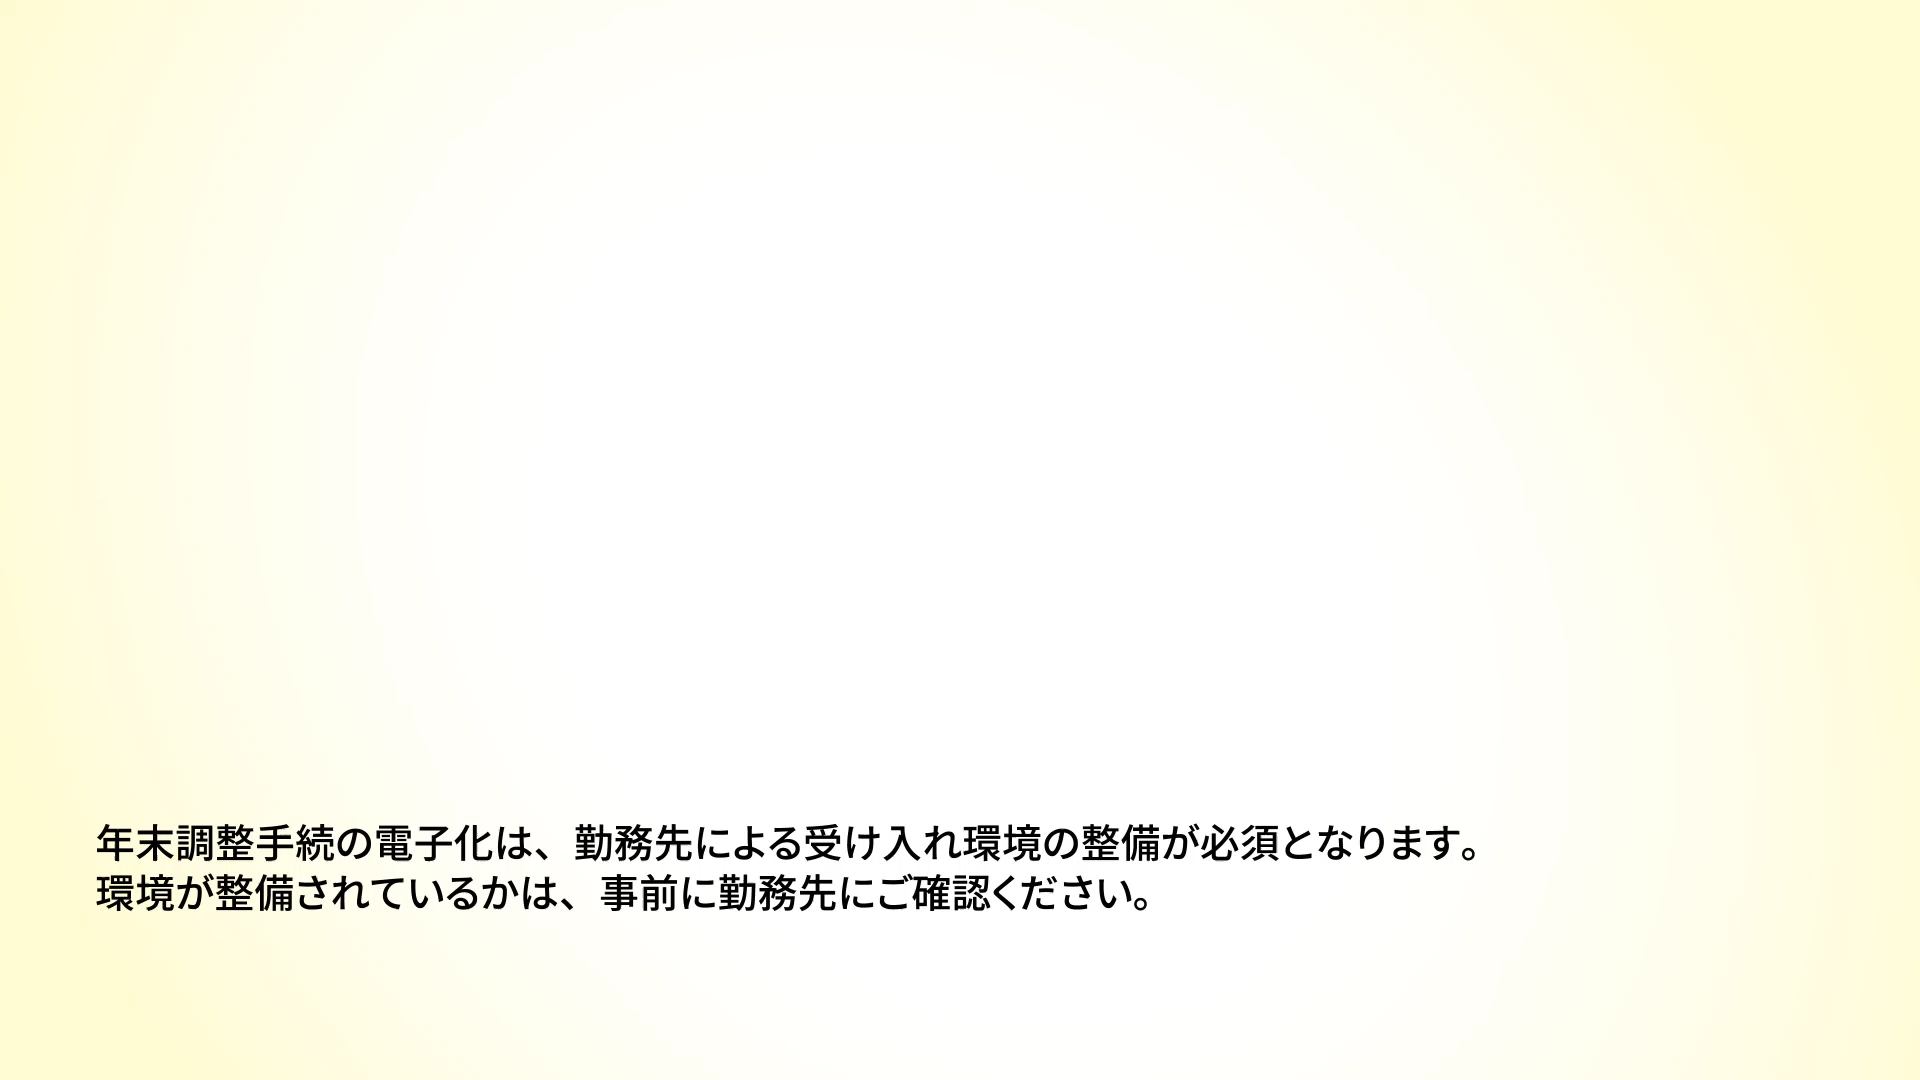 年末調整手続の電子化は、勤務先による受け入れ環境の整備が必須となります。
環境が整備されているかは、事前に勤務先にご確認ください。